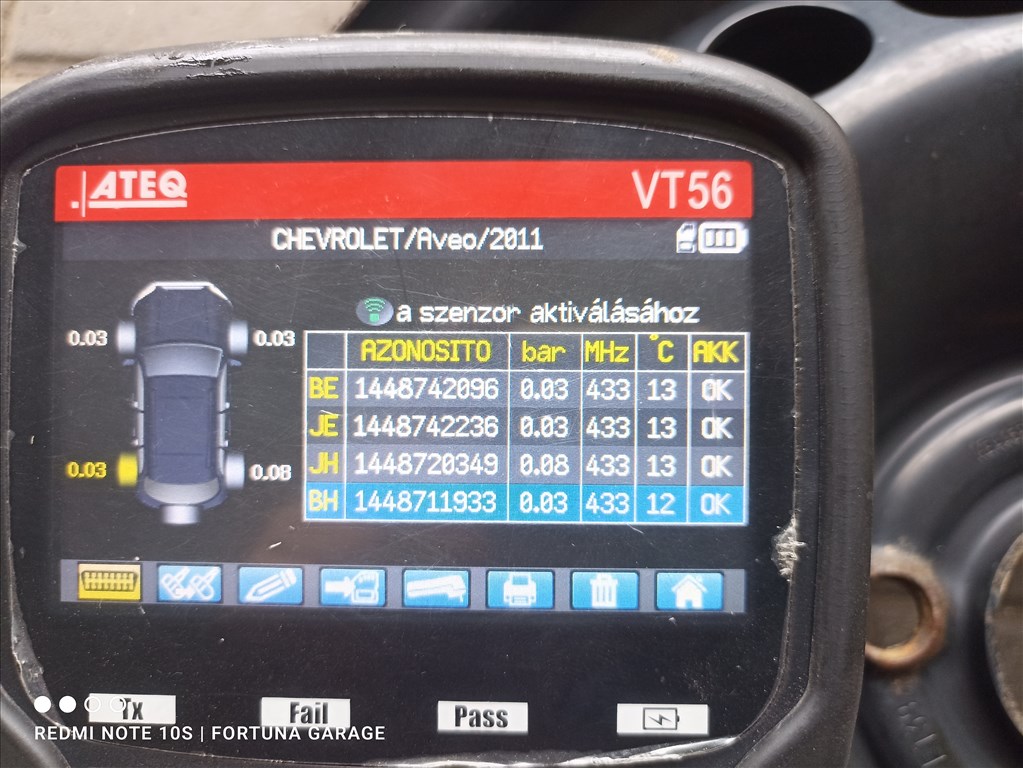 ATEQ VT56
CHEVROLET/Aveo/2011
a szenzor aktiválásához
0.03 0.03
0.03 0.08
AZONOSITO bar MHz °C AKK
BE 1448742096 0.03 433 13 OK
JE 1448742236 0.03 433 13 OK
JH 1448720349 0.08 433 13 OK
BH 1448711933 0.03 433 12 OK
Tx Fail Pass
REDMI NOTE 10S | FORTUNA GARAGE